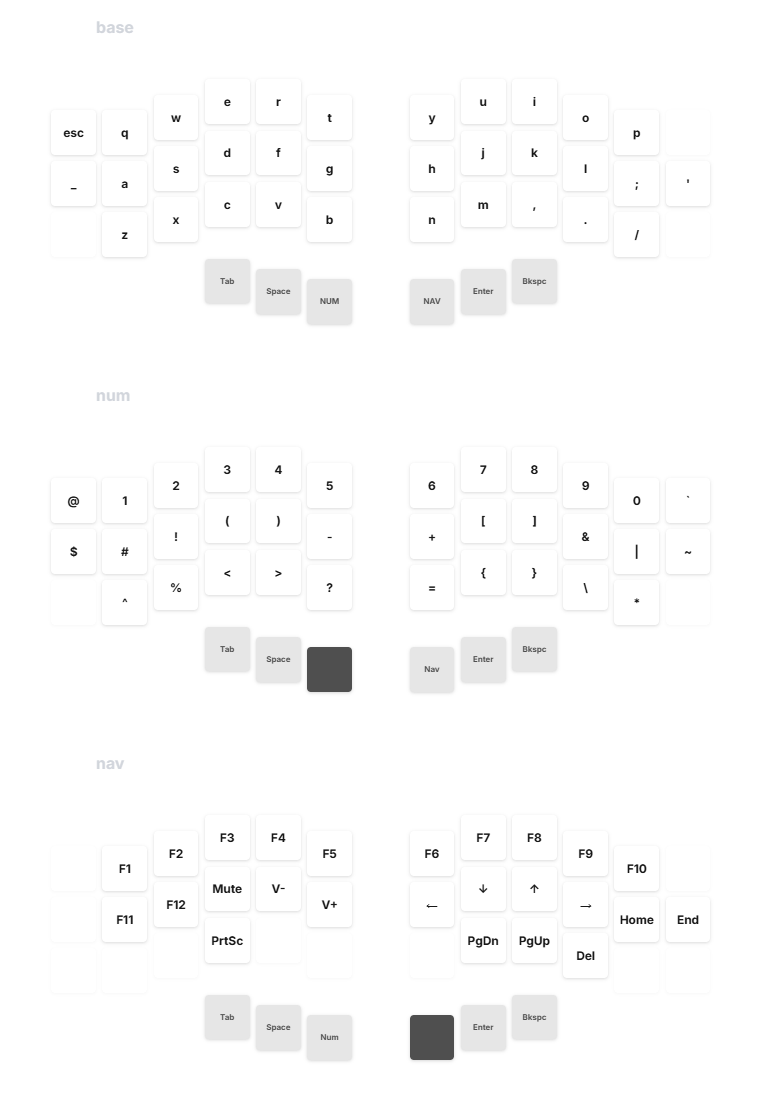 base
esc q w e r t y u i o p
_ a s d f g h j k l ; '
z x c v b n m , . /
Tab Space NUM NAV Enter Bkspc
num
@ 1 2 3 4 5 6 7 8 9 0 `
$ # ! ( ) - + [ ] & | ~
^ % < > ? = { } \ *
Tab Space Nav Enter Bkspc
nav
F1 F2 F3 F4 F5 F6 F7 F8 F9 F10
F11 F12 Mute V- V+ ← ↓ ↑ → Home End
PrtSc PgDn PgUp Del
Tab Space Num Enter Bkspc